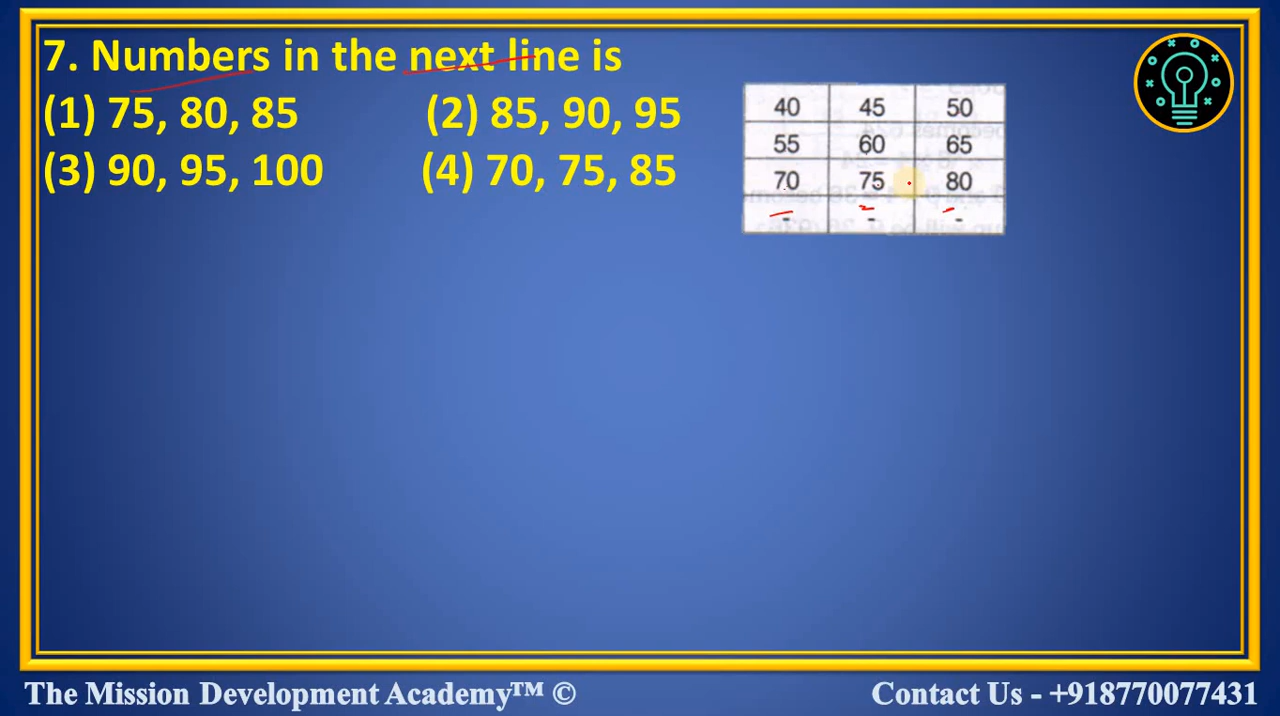 7. Numbers in the next line is
(1) 75, 80, 85 (2) 85, 90, 95
(3) 90, 95, 100 (4) 70, 75, 85
40 45 50
55 60 65
70 75 80
- - -
The Mission Development Academy™ © Contact Us - +918770077431